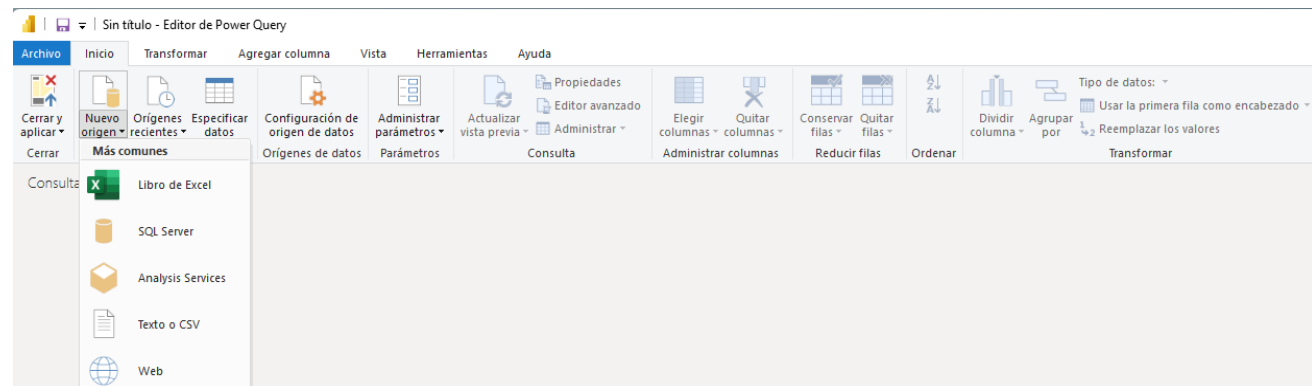 Sin título - Editor de Power Query
Archivo Inicio Transformar Agregar columna Vista Herramientas Ayuda
Cerrar y aplicar
Nuevo origen
Orígenes recientes
Especificar datos
Configuración de origen de datos
Administrar parámetros
Actualizar vista previa
Propiedades
Editor avanzado
Administrar
Elegir columnas
Quitar columnas
Conservar filas
Quitar filas
Dividir columna
Agrupar por
Tipo de datos:
Usar la primera fila como encabezado
Reemplazar los valores
Cerrar
Orígenes de datos
Parámetros
Consulta
Administrar columnas
Reducir filas
Ordenar
Transformar
Más comunes
Consulta
Libro de Excel
SQL Server
Analysis Services
Texto o CSV
Web